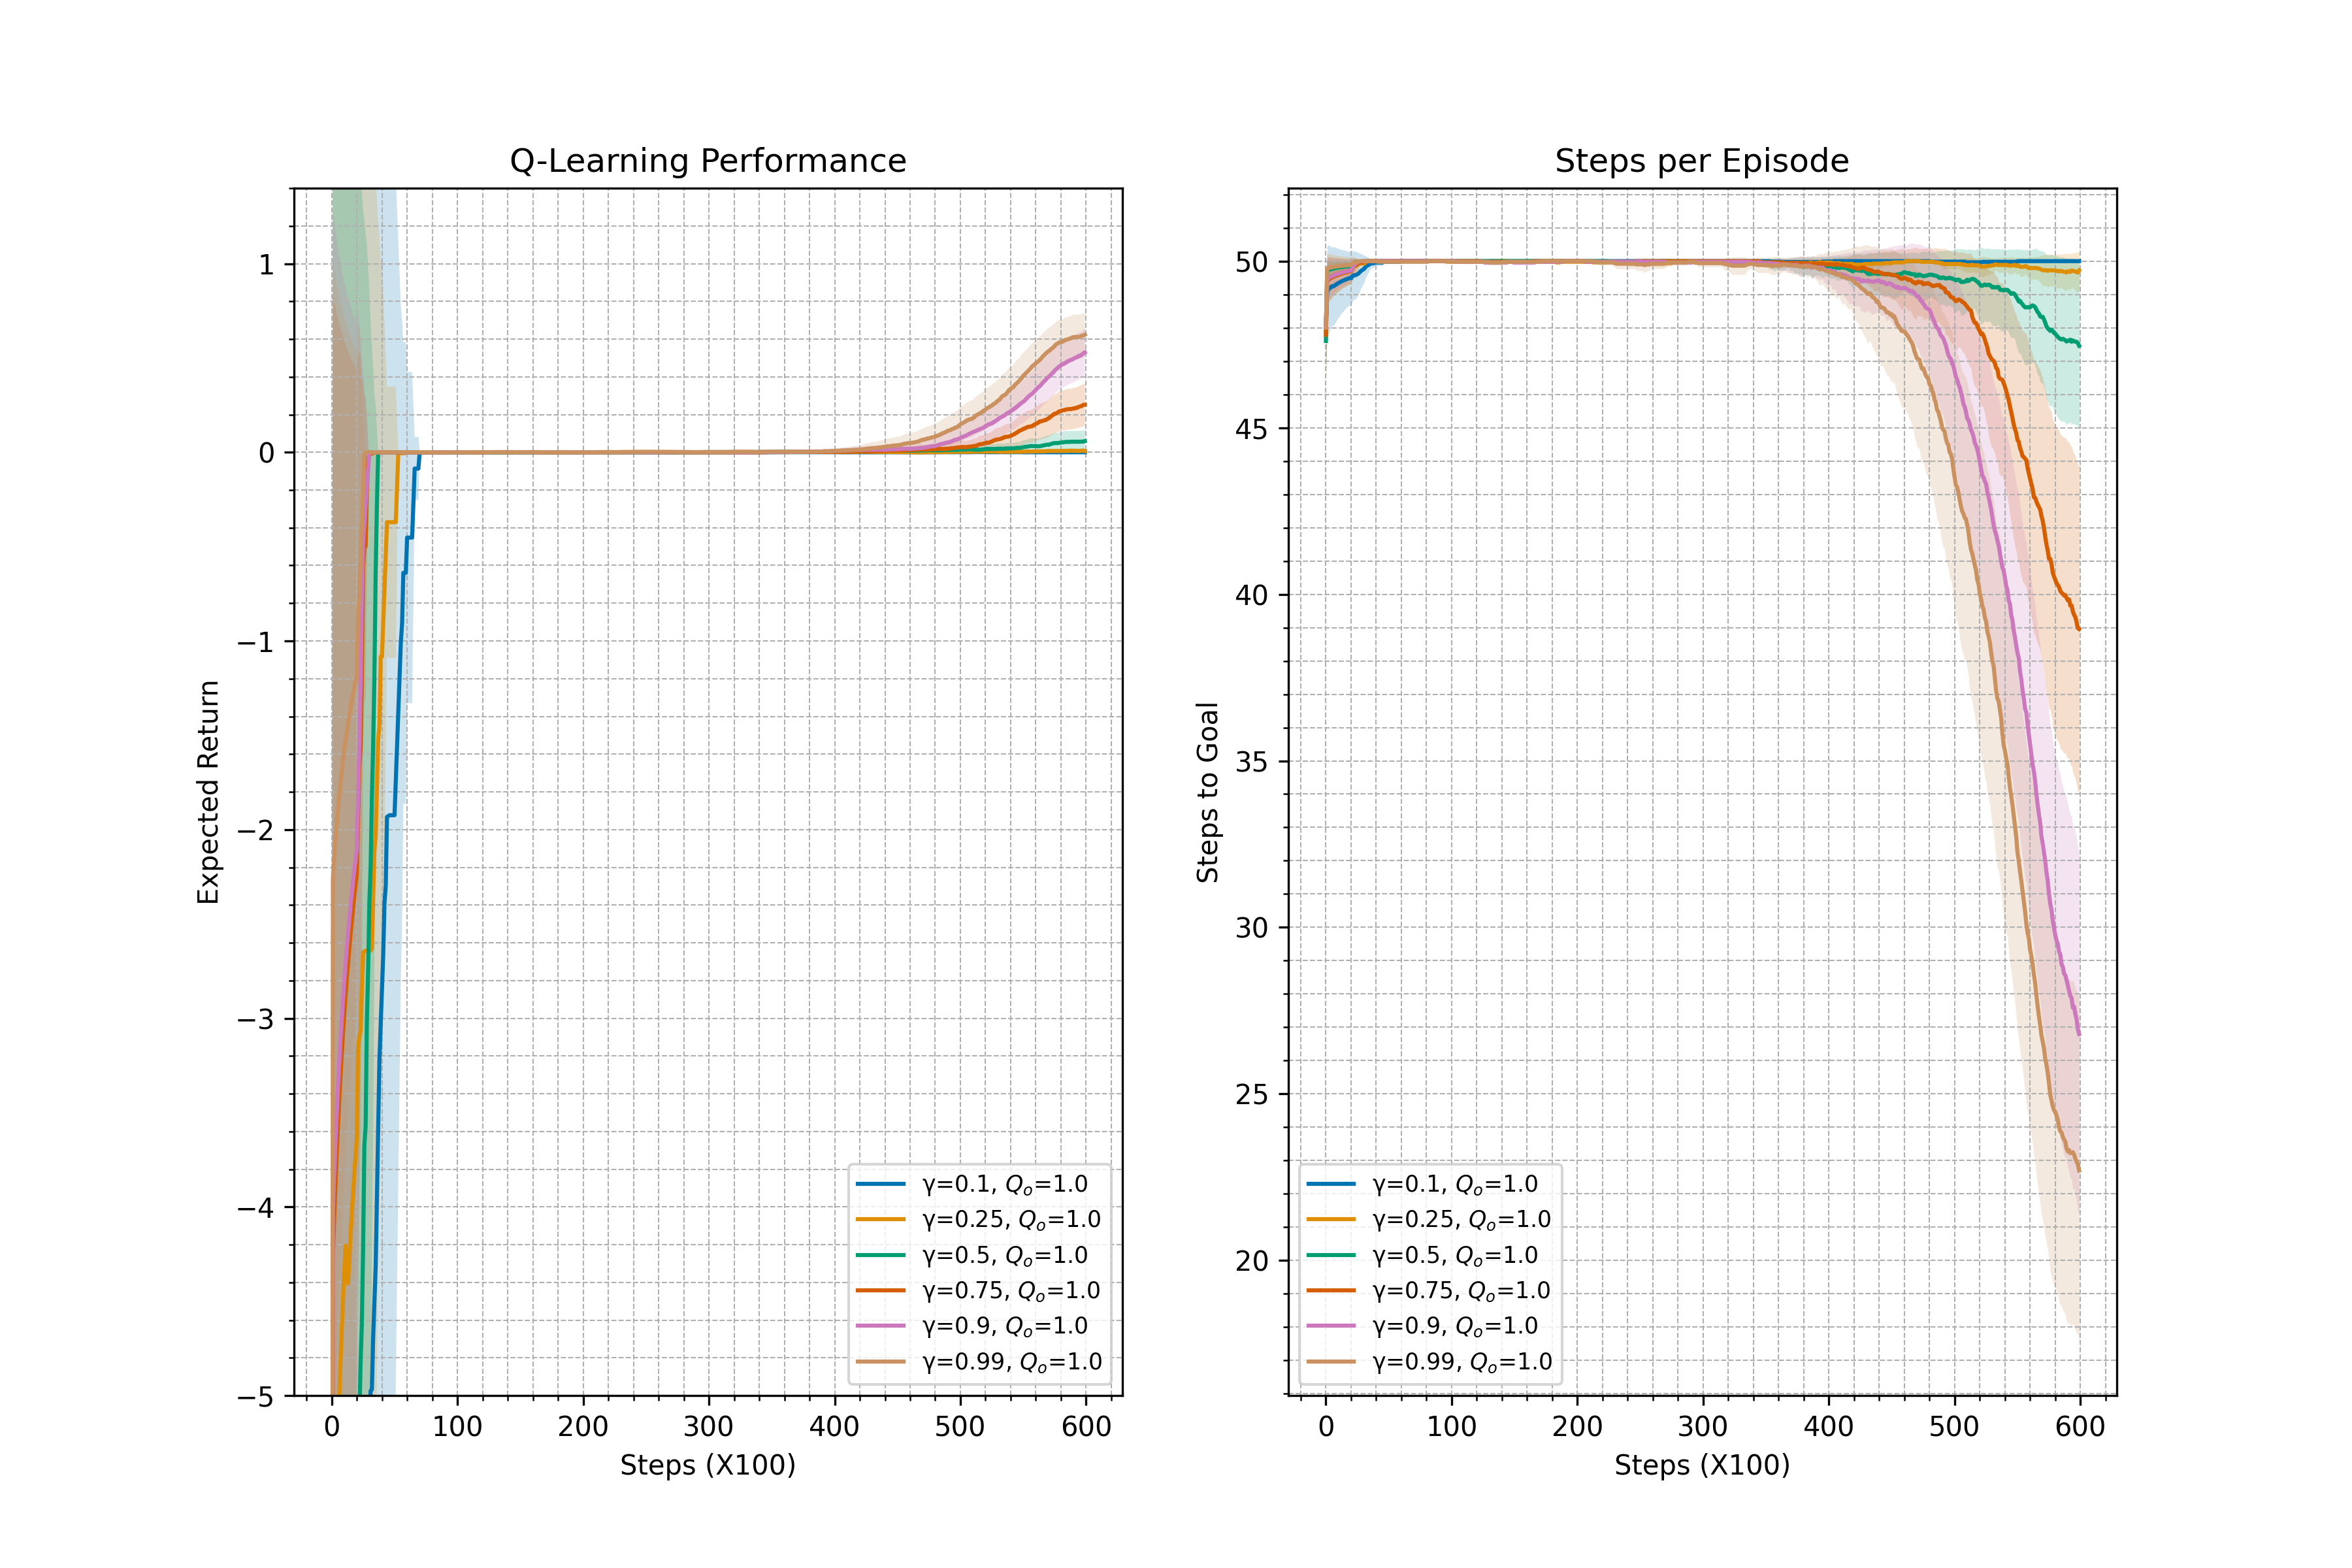 Q-Learning Performance
Expected Return
1
0
−1
−2
−3
−4
−5
0 100 200 300 400 500 600
Steps (X100)
γ=0.1, Qₒ=1.0
γ=0.25, Qₒ=1.0
γ=0.5, Qₒ=1.0
γ=0.75, Qₒ=1.0
γ=0.9, Qₒ=1.0
γ=0.99, Qₒ=1.0
Steps per Episode
Steps to Goal
50
45
40
35
30
25
20
0 100 200 300 400 500 600
Steps (X100)
γ=0.1, Qₒ=1.0
γ=0.25, Qₒ=1.0
γ=0.5, Qₒ=1.0
γ=0.75, Qₒ=1.0
γ=0.9, Qₒ=1.0
γ=0.99, Qₒ=1.0